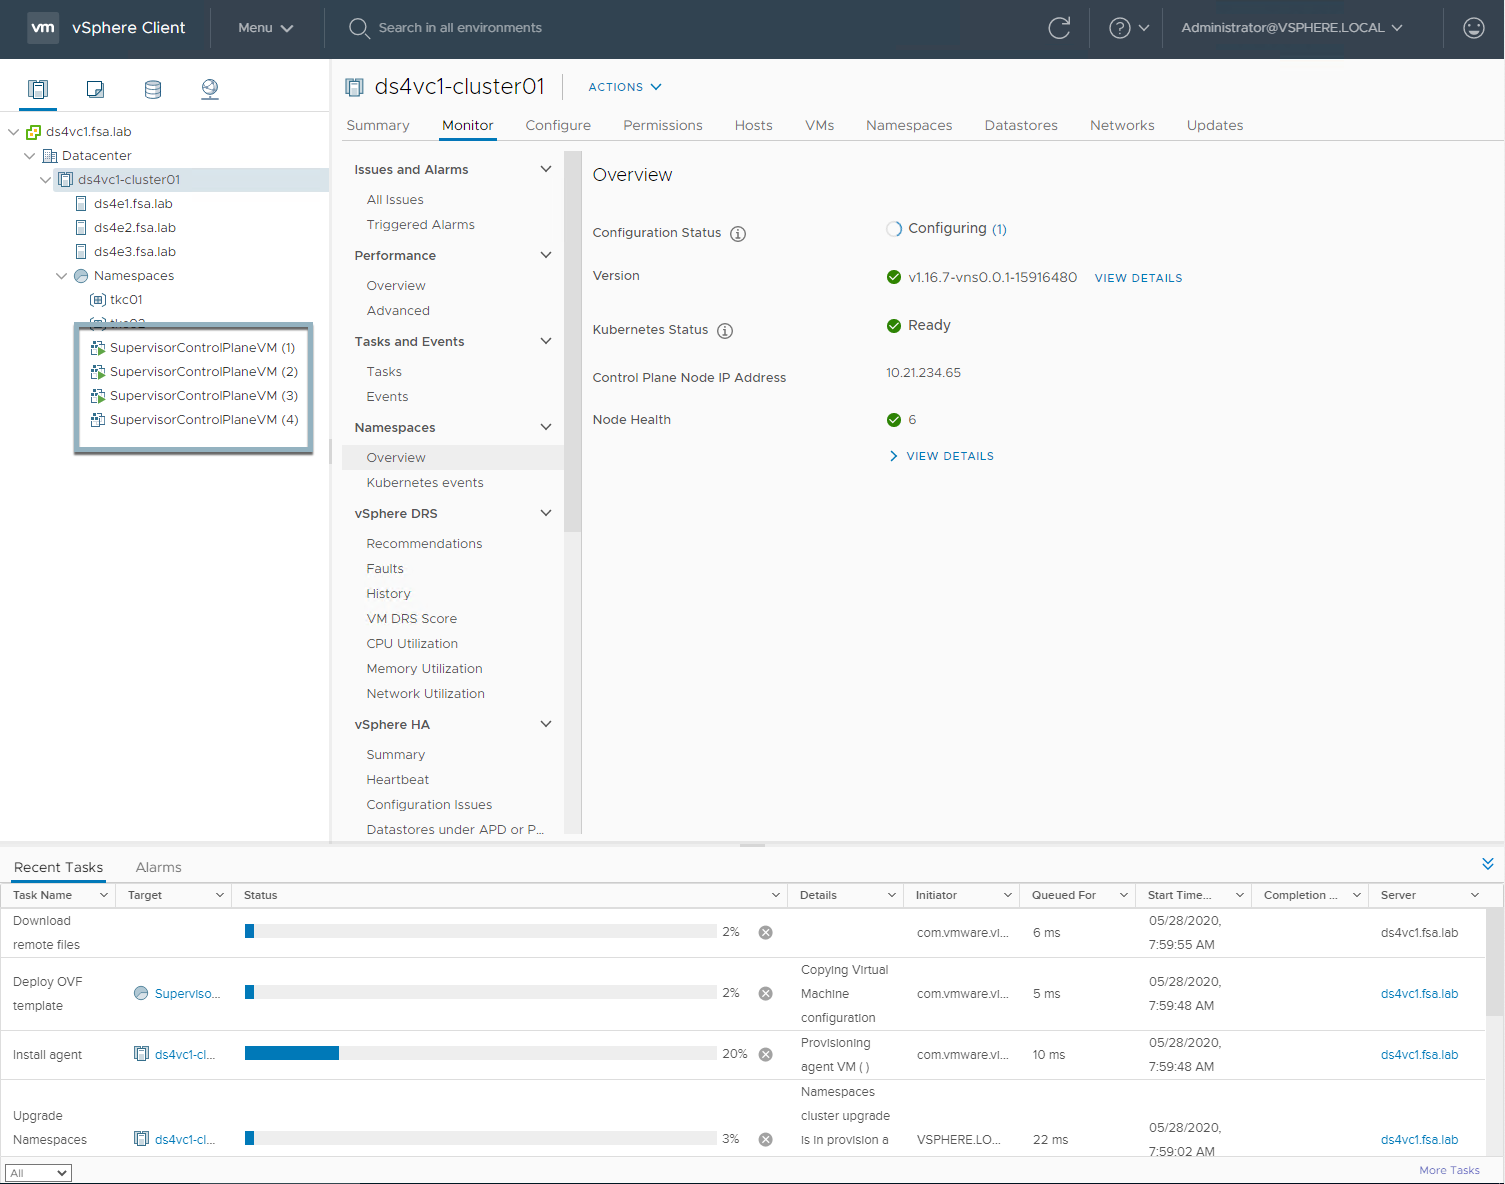 vm vSphere Client Menu Search in all environments Administrator@VSPHERE.LOCAL
ds4vc1-cluster01 ACTIONS
Summary Monitor Configure Permissions Hosts VMs Namespaces Datastores Networks Updates
ds4vc1.fsa.lab
Datacenter
ds4vc1-cluster01
ds4e1.fsa.lab
ds4e2.fsa.lab
ds4e3.fsa.lab
Namespaces
tkc01
tkc02
SupervisorControlPlaneVM (1)
SupervisorControlPlaneVM (2)
SupervisorControlPlaneVM (3)
SupervisorControlPlaneVM (4)
Issues and Alarms
All Issues
Triggered Alarms
Performance
Overview
Advanced
Tasks and Events
Tasks
Events
Namespaces
Overview
Kubernetes events
vSphere DRS
Recommendations
Faults
History
VM DRS Score
CPU Utilization
Memory Utilization
Network Utilization
vSphere HA
Summary
Heartbeat
Configuration Issues
Datastores under APD or P...
Overview
Configuration Status Configuring (1)
Version v1.16.7-vns0.0.1-15916480 VIEW DETAILS
Kubernetes Status Ready
Control Plane Node IP Address 10.21.234.65
Node Health 6
VIEW DETAILS
Recent Tasks Alarms
Task Name Target Status Details Initiator Queued For Start Time... Completion ... Server
Download
remote files
2%
com.vmware.vi...
6 ms
05/28/2020,
7:59:55 AM
ds4vc1.fsa.lab
Deploy OVF
template
Superviso...
2%
Copying Virtual
Machine
configuration
com.vmware.vi...
5 ms
05/28/2020,
7:59:48 AM
ds4vc1.fsa.lab
Install agent
ds4vc1-cl...
20%
Provisioning
agent VM ( )
com.vmware.vi...
10 ms
05/28/2020,
7:59:48 AM
ds4vc1.fsa.lab
Upgrade
Namespaces
ds4vc1-cl...
3%
Namespaces
cluster upgrade
is in provision a
VSPHERE.LO...
22 ms
05/28/2020,
7:59:02 AM
ds4vc1.fsa.lab
All
More Tasks